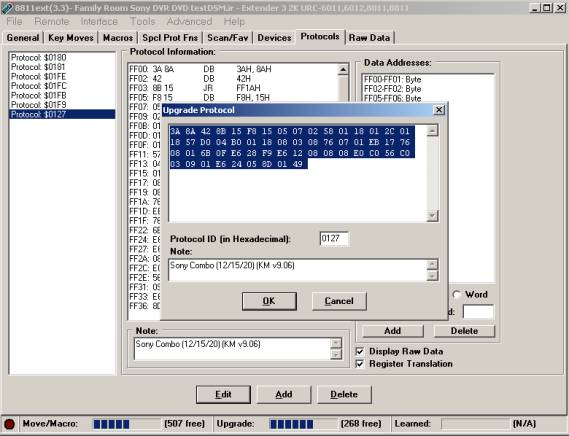 8811ext(3.3)- Family Room Sony DVR DVD testDSM.ir - Extender 3 2K URC-6011,6012,8811,8811
File Remote Interface Tools Advanced Help
General Key Moves Macros Spcl Prot Fns Scan/Fav Devices Protocols Raw Data
Protocol: $0180
Protocol: $0181
Protocol: $01FE
Protocol: $01FC
Protocol: $01FB
Protocol: $01F9
Protocol: $0127
Protocol Information:
FF00: 3A 8A DB 3AH, 8AH
FF02: 42 DB 42H
FF03: 8B 15 JR FF1AH
FF05: F8 15 DB F8H, 15H
FF07: 05
FF09: 02
FF0B: 01
FF0D: 01
FF0F: 01
FF11: 57
FF13: 04
FF15: 01
FF17: 08
FF19: 08
FF1A: 76
FF1D: EB
FF1F: 76
FF22: 6B
FF24: E6
FF27: E6
FF2A: 08
FF2C: E0
FF2E: 56
FF31: 09
FF33: E6
FF36: 8D
Data Addresses:
FF00-FF01: Byte
FF02-FF02: Byte
FF05-FF06: Byte
Upgrade Protocol
3A 8A 42 8B 15 F8 15 05 07 02 58 01 18 01 2C 01
18 57 D0 04 B0 01 18 08 03 08 76 07 01 EB 17 76
08 01 6B 0F E6 28 F9 E6 12 08 08 08 E0 C0 56 C0
03 09 01 E6 24 05 8D 01 49
Protocol ID (in Hexadecimal): 0127
Note:
Sony Combo (12/15/20) (KM v9.06)
OK Cancel
Word
d:
Add Delete
Note:
Sony Combo (12/15/20) (KM v9.06)
Display Raw Data
Register Translation
Edit Add Delete
Move/Macro: (507 free) Upgrade: (268 free) Learned: (N/A)